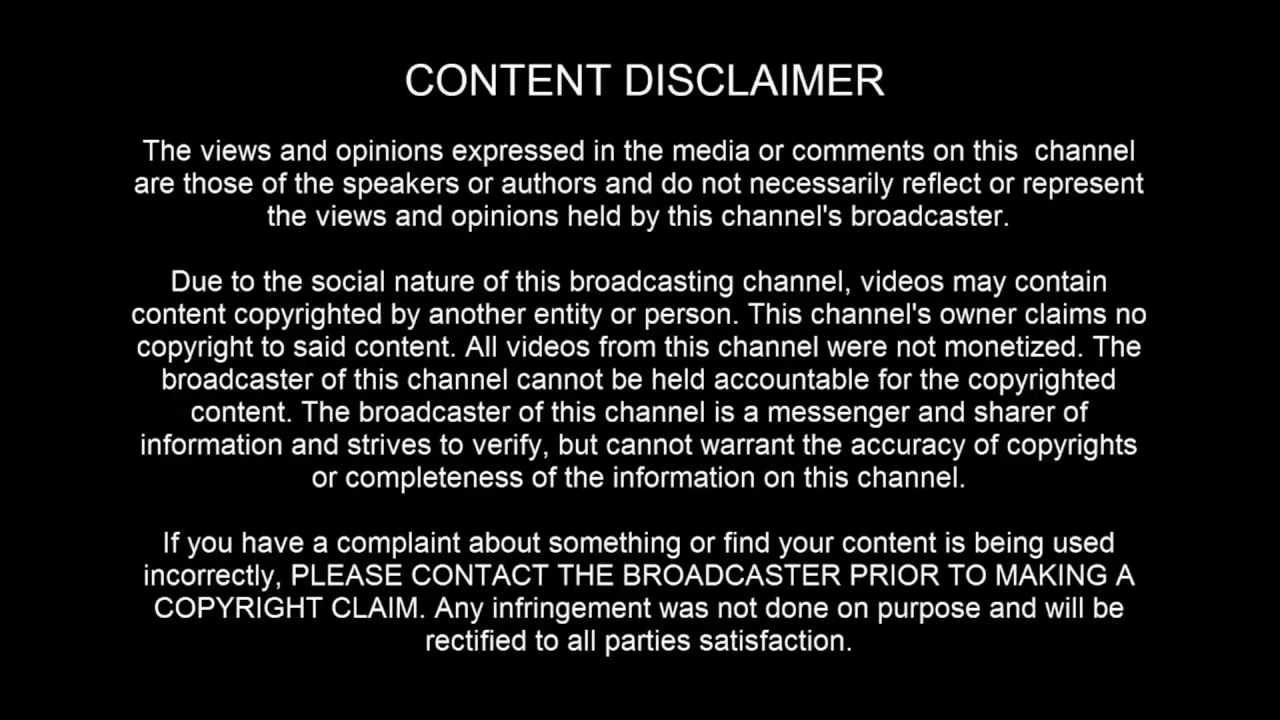 CONTENT DISCLAIMER
The views and opinions expressed in the media or comments on this channel
are those of the speakers or authors and do not necessarily reflect or represent
the views and opinions held by this channel's broadcaster.
Due to the social nature of this broadcasting channel, videos may contain
content copyrighted by another entity or person. This channel's owner claims no
copyright to said content. All videos from this channel were not monetized. The
broadcaster of this channel cannot be held accountable for the copyrighted
content. The broadcaster of this channel is a messenger and sharer of
information and strives to verify, but cannot warrant the accuracy of copyrights
or completeness of the information on this channel.
If you have a complaint about something or find your content is being used
incorrectly, PLEASE CONTACT THE BROADCASTER PRIOR TO MAKING A
COPYRIGHT CLAIM. Any infringement was not done on purpose and will be
rectified to all parties satisfaction.